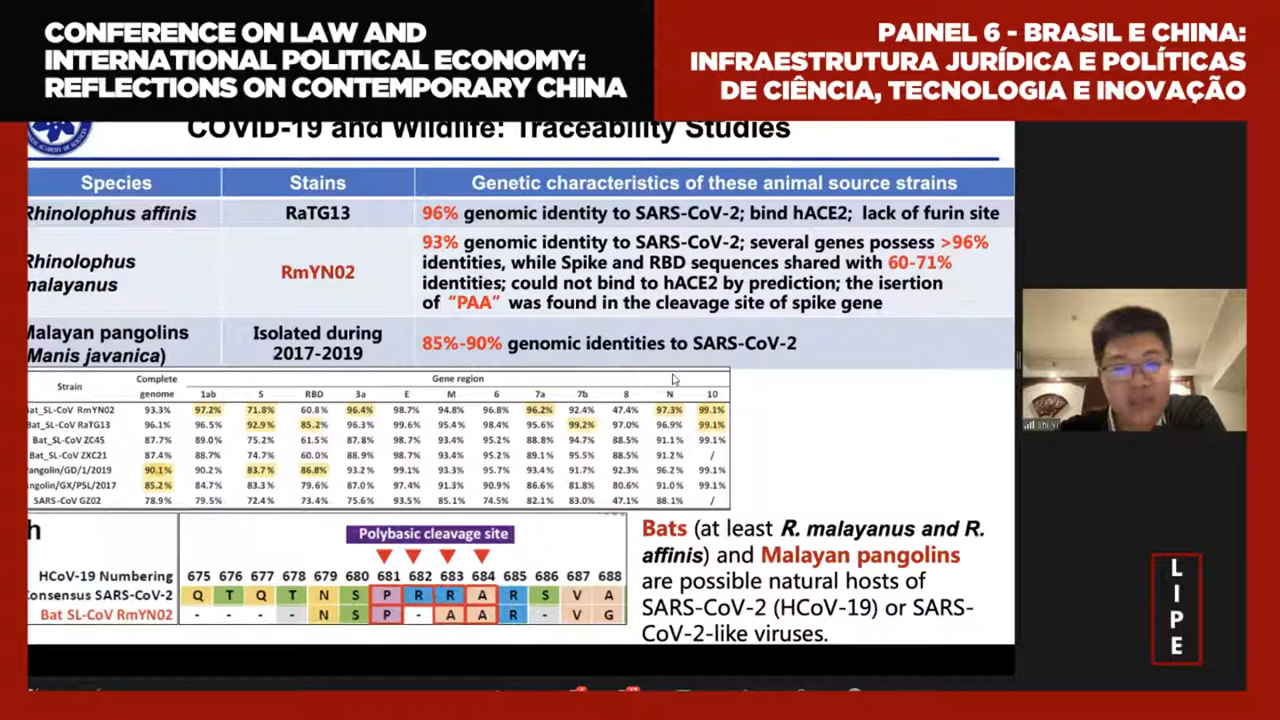 CONFERENCE ON LAW AND
INTERNATIONAL POLITICAL ECONOMY:
REFLECTIONS ON CONTEMPORARY CHINA
PAINEL 6 - BRASIL E CHINA:
INFRAESTRUTURA JURÍDICA E POLÍTICAS
DE CIÊNCIA, TECNOLOGIA E INOVAÇÃO
COVID-19 and Wildlife: Traceability Studies
Species Stains Genetic characteristics of these animal source strains
Rhinolophus affinis RaTG13 96% genomic identity to SARS-CoV-2; bind hACE2; lack of furin site
Rhinolophus
malayanus
RmYN02
93% genomic identity to SARS-CoV-2; several genes possess >96%
identities, while Spike and RBD sequences shared with 60-71%
identities; could not bind to hACE2 by prediction; the isertion
of “PAA” was found in the cleavage site of spike gene
Malayan pangolins
(Manis javanica)
Isolated during
2017-2019
85%-90% genomic identities to SARS-CoV-2
Strain Complete
genome
Gene region
1ab S RBD 3a E M 6 7a 7b 8 N 10
Bat_SL-CoV RmYN02 93.3% 97.2% 71.8% 60.8% 96.4% 98.7% 94.8% 96.8% 96.2% 92.4% 47.4% 97.3% 99.1%
Bat_SL-CoV RaTG13 96.1% 96.5% 92.9% 85.2% 96.3% 99.6% 95.4% 98.4% 95.6% 99.2% 97.0% 96.9% 99.1%
Bat_SL-CoV ZC45 87.7% 89.0% 75.2% 61.5% 87.8% 98.7% 93.4% 95.2% 88.8% 94.7% 88.5% 91.1% 99.1%
Bat_SL-CoV ZXC21 87.4% 88.7% 74.7% 60.0% 88.9% 98.7% 93.4% 95.2% 89.1% 95.5% 88.5% 91.2% /
angolin/GD/1/2019 90.1% 90.2% 83.7% 86.8% 93.2% 99.1% 93.3% 95.7% 93.4% 91.7% 92.3% 96.2% 99.1%
ngolin/GX/P5L/2017 85.2% 84.7% 83.3% 79.6% 87.0% 97.4% 91.3% 90.9% 86.6% 81.8% 80.6% 91.0% 99.1%
SARS-CoV GZ02 78.9% 79.5% 72.4% 73.4% 75.6% 93.5% 85.1% 74.5% 82.1% 83.0% 47.1% 88.1% /
h
Polybasic cleavage site
HCoV-19 Numbering 675 676 677 678 679 680 681 682 683 684 685 686 687 688
Consensus SARS-CoV-2 Q T Q T N S P R R A R S V A
Bat SL-CoV RmYN02 - - - - N S P - A A R - V G
Bats (at least R. malayanus and R.
affinis) and Malayan pangolins
are possible natural hosts of
SARS-CoV-2 (HCoV-19) or SARS-
CoV-2-like viruses.
L
I
P
E